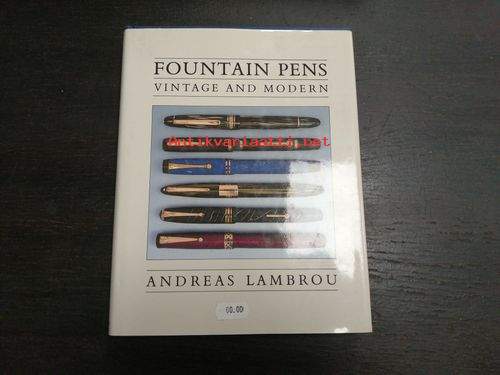 FOUNTAIN PENS
VINTAGE AND MODERN
Antikvariaatti.net
ANDREAS LAMBROU
60.00